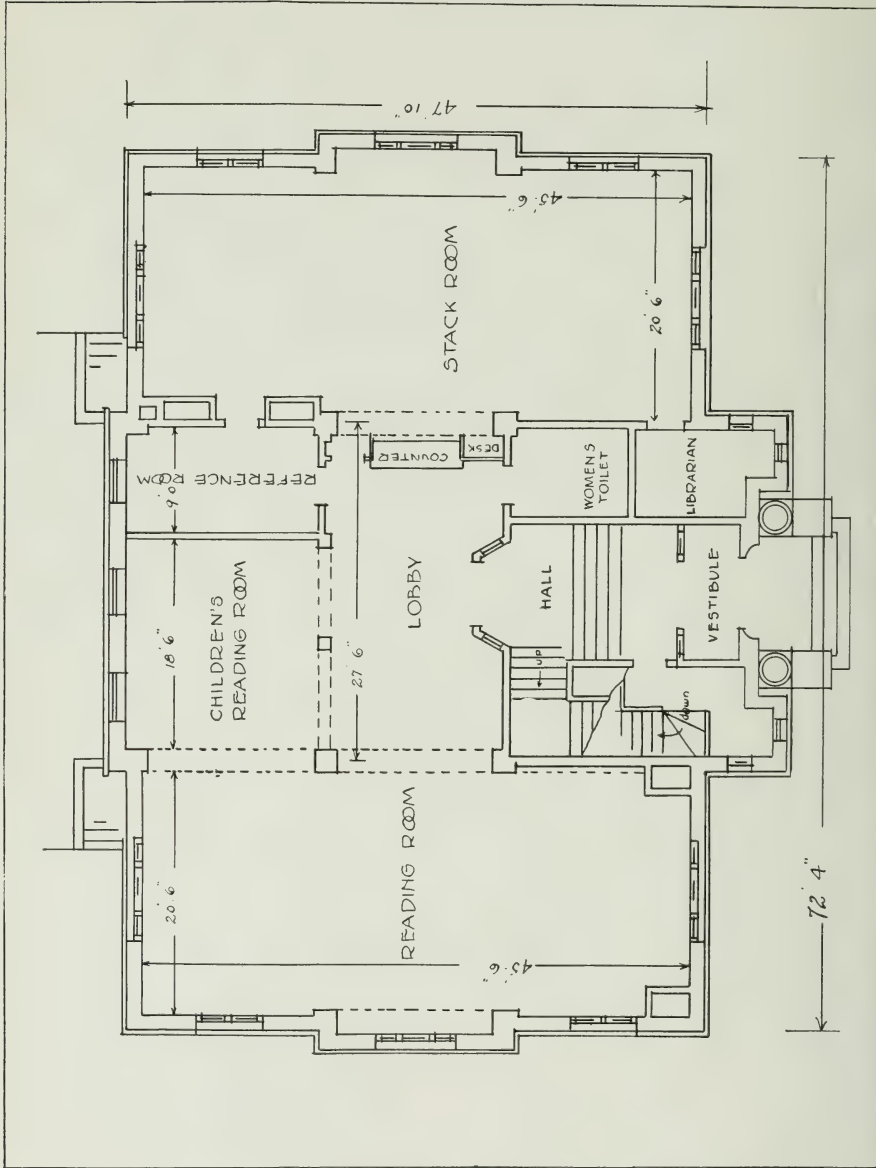 47' 10"
45'. 6"
STACK ROOM
20' 6"
REFERENCE ROOM
9' 0"
COUNTER
DESK
WOMENS
TOILET
LIBRARIAN
CHILDREN'S
READING ROOM
18' 6"
LOBBY
27' 6"
HALL
UP
down
VESTIBULE
READING ROOM
20'. 6"
45'. 6"
72' 4"